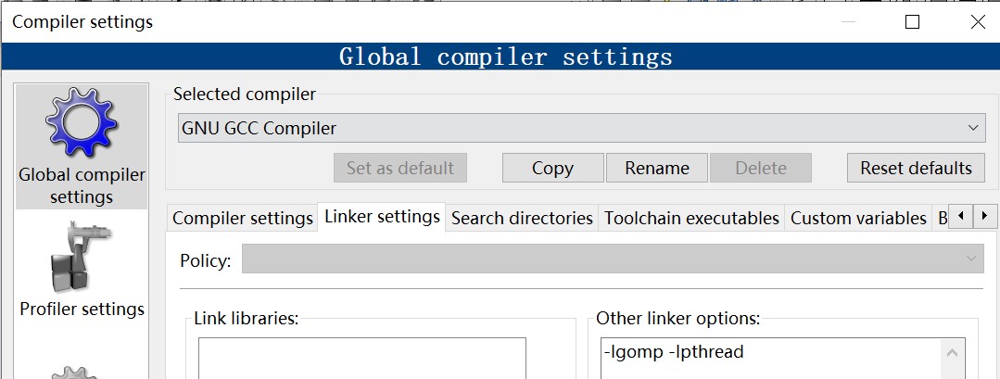 Compiler settings
Global compiler settings
Selected compiler
GNU GCC Compiler
Set as default Copy Rename Delete Reset defaults
Global compiler
settings
Compiler settings Linker settings Search directories Toolchain executables Custom variables B
Policy:
Profiler settings
Link libraries: Other linker options:
-lgomp -lpthread